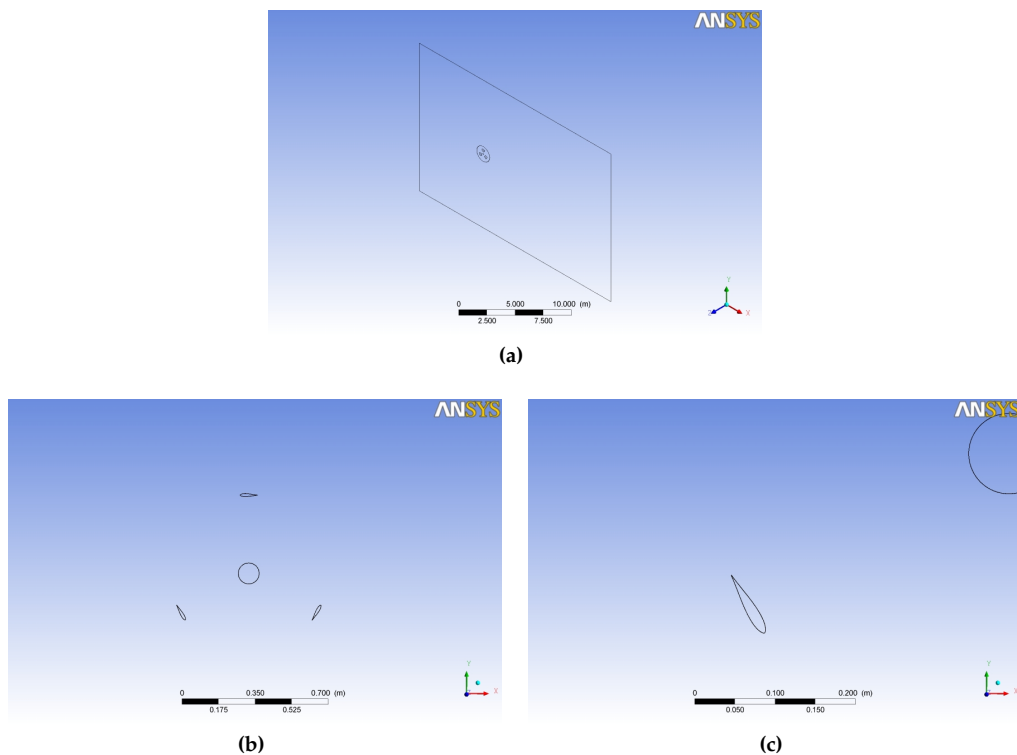 ANSYS
Y
Z X
0 5.000 10.000 (m)
2.500 7.500
(a)
ANSYS
ANSYS
Y
Z X
0 0.350 0.700 (m)
0.175 0.525
Y
Z X
0 0.100 0.200 (m)
0.050 0.150
(b)
(c)